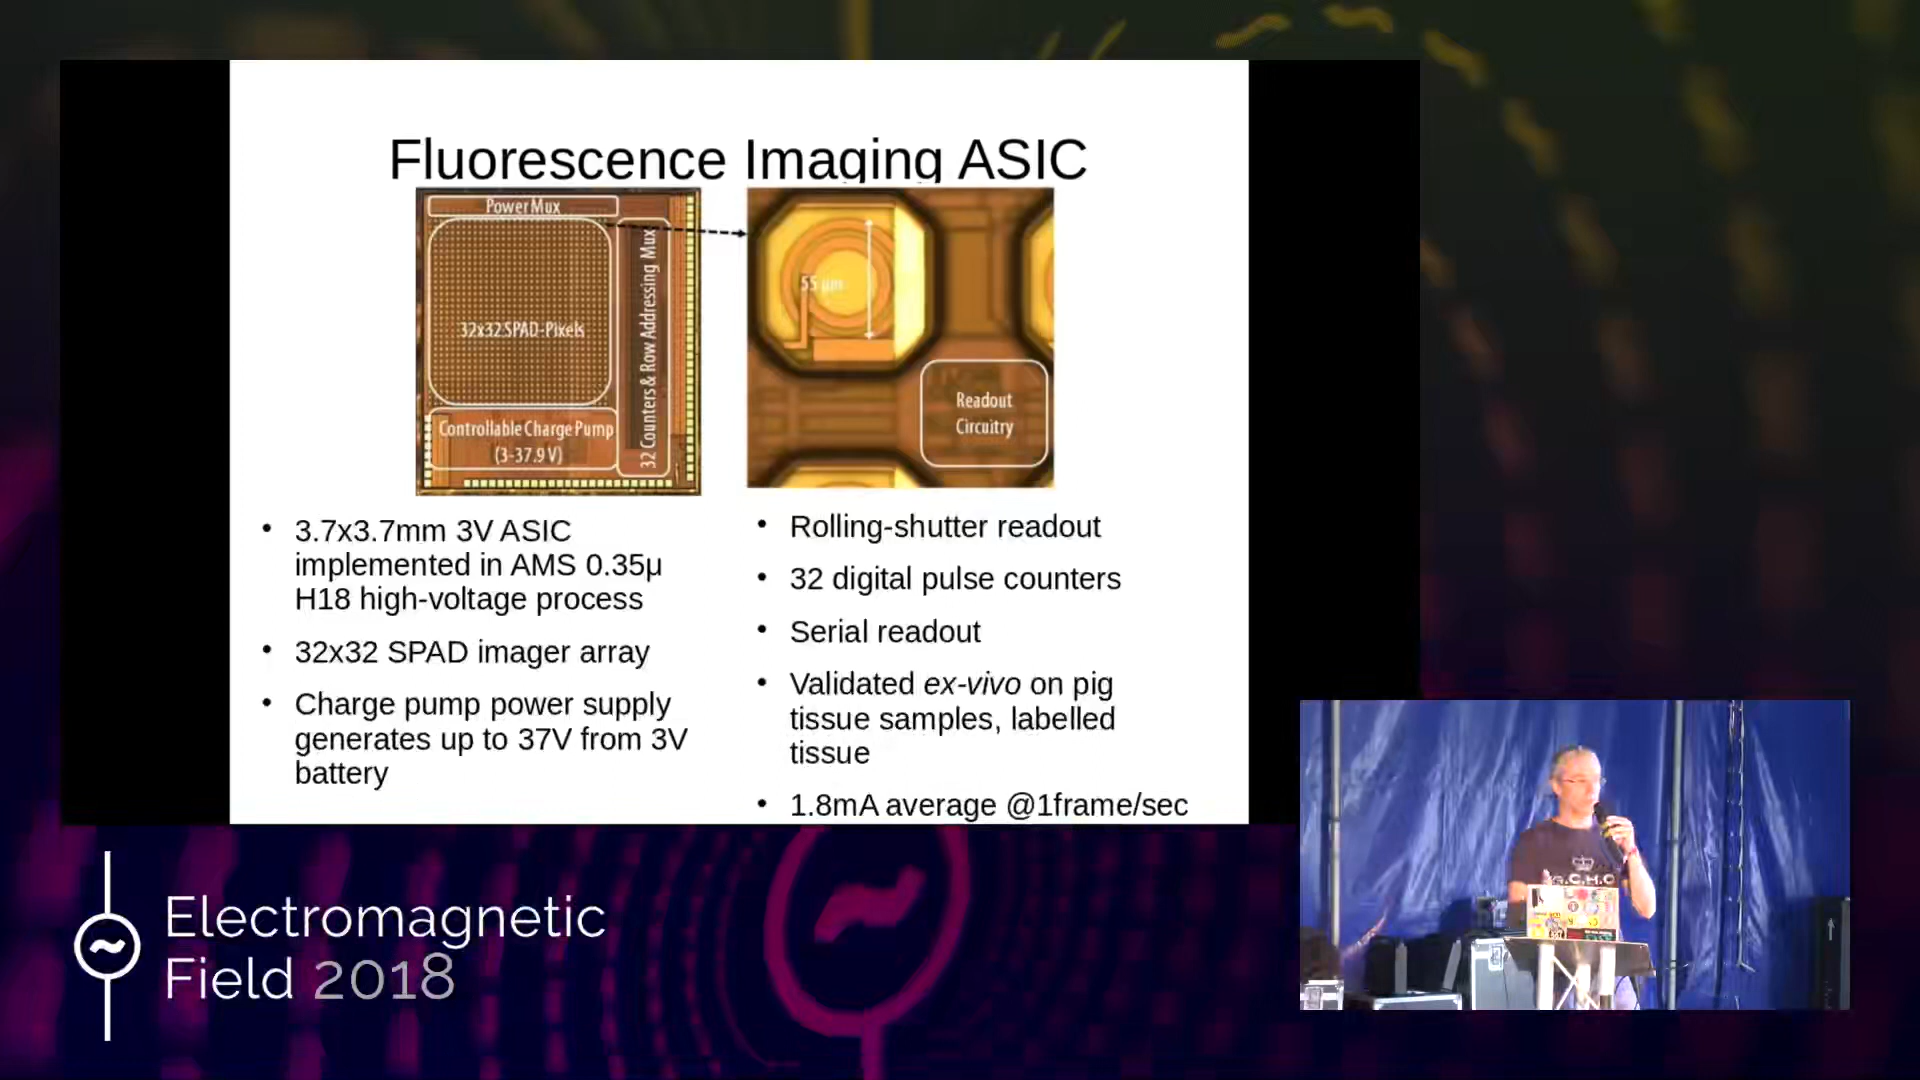 Fluorescence Imaging ASIC
Power Mux
32x32 SPAD-Pixels
32 Counters & Row Addressing Mux
Controllable Charge Pump
(3-37.9 V)
55 μm
Readout
Circuitry
• 3.7x3.7mm 3V ASIC
implemented in AMS 0.35μ
H18 high-voltage process
• 32x32 SPAD imager array
• Charge pump power supply
generates up to 37V from 3V
battery
• Rolling-shutter readout
• 32 digital pulse counters
• Serial readout
• Validated ex-vivo on pig
tissue samples, labelled
tissue
• 1.8mA average @1frame/sec
G.C.H.Q
Electromagnetic
Field 2018